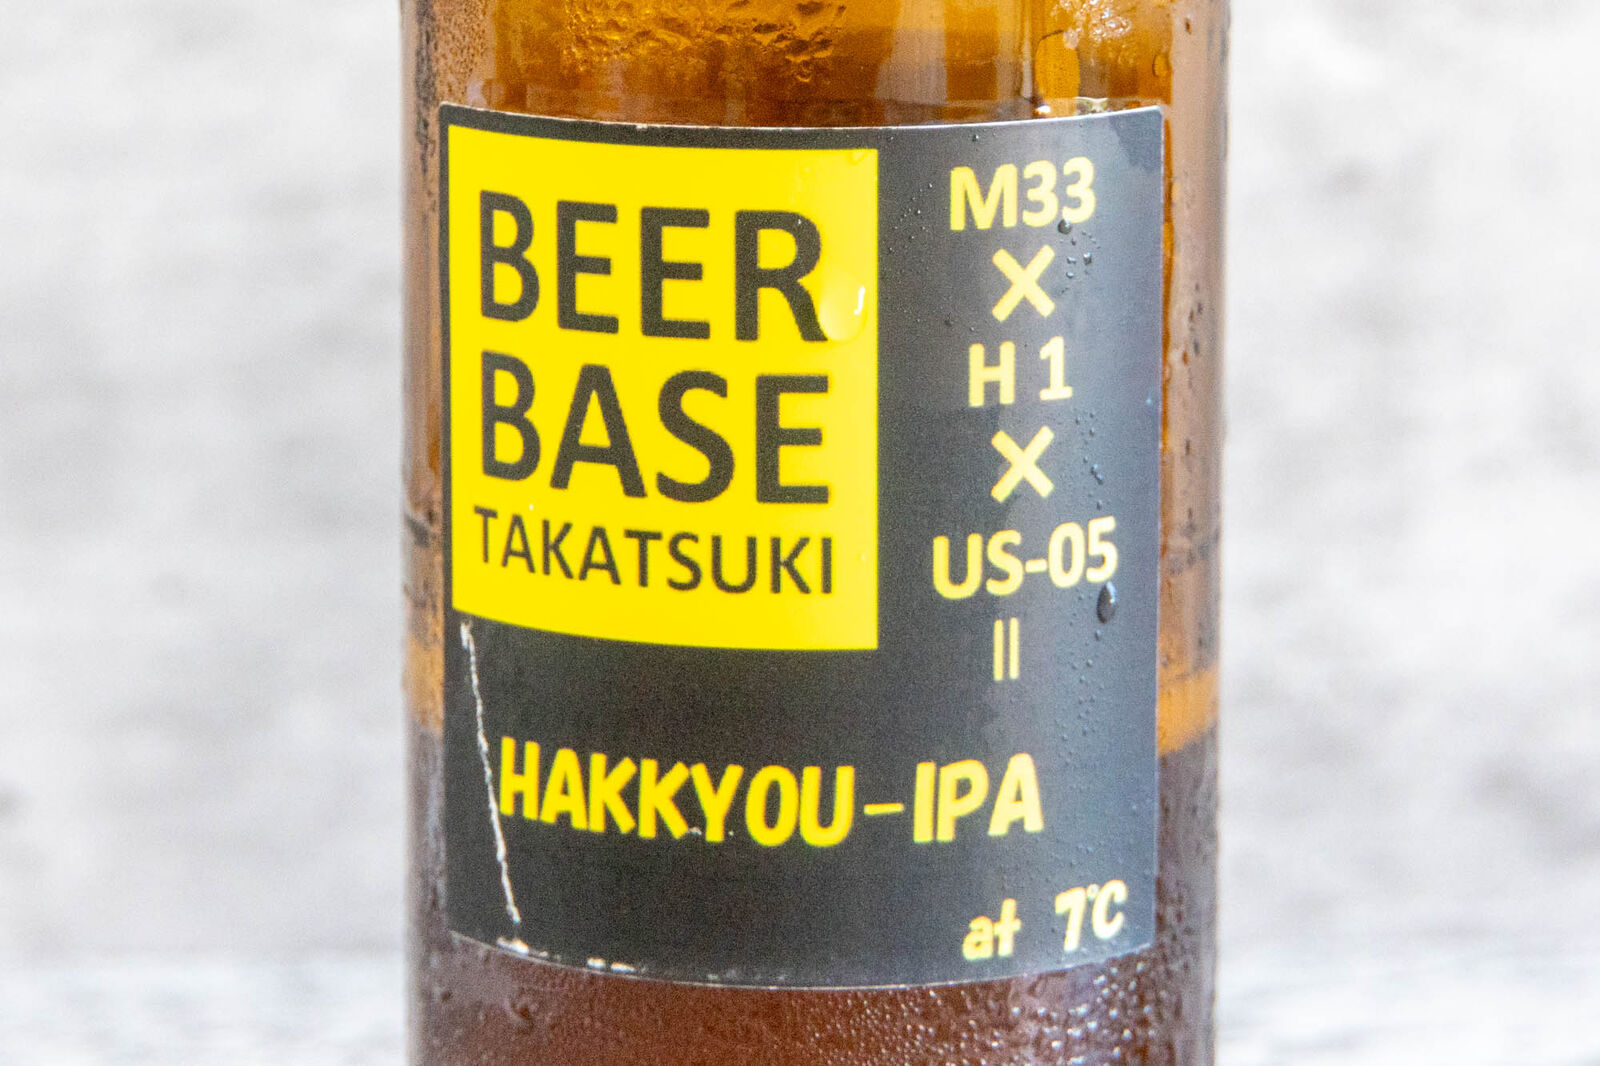 BEER
BASE
TAKATSUKI
M33
×
H1
×
US-05
||
HAKKYOU-IPA
at 7℃